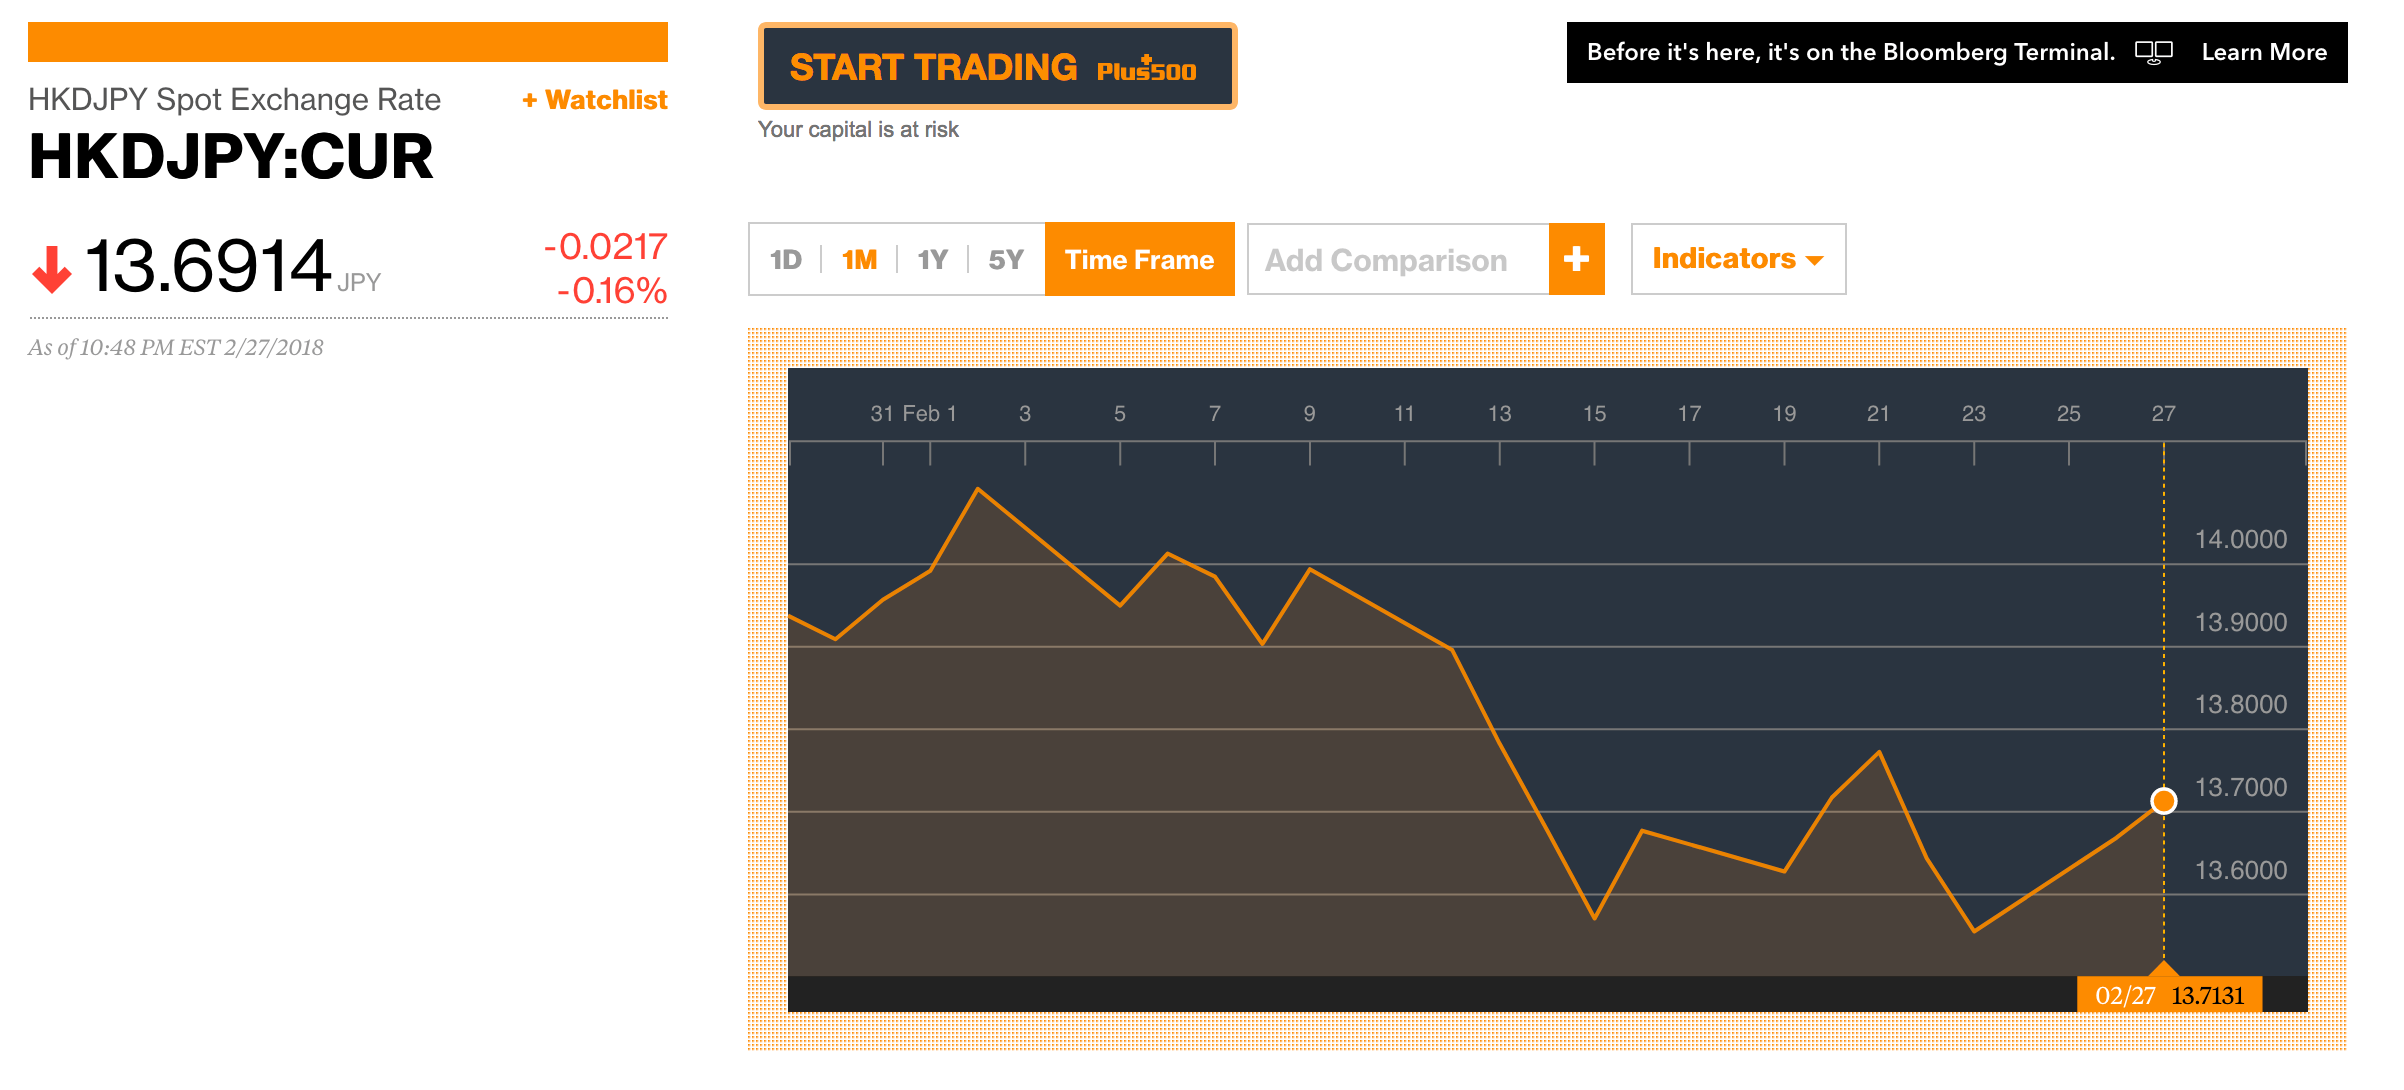 HKDJPY Spot Exchange Rate + Watchlist
HKDJPY:CUR
13.6914 JPY
-0.0217
-0.16%
As of 10:48 PM EST 2/27/2018
START TRADING Plus500
Your capital is at risk
Before it's here, it's on the Bloomberg Terminal. Learn More
1D 1M 1Y 5Y Time Frame Add Comparison + Indicators
31 Feb 1 3 5 7 9 11 13 15 17 19 21 23 25 27
14.0000
13.9000
13.8000
13.7000
13.6000
02/27 13.7131